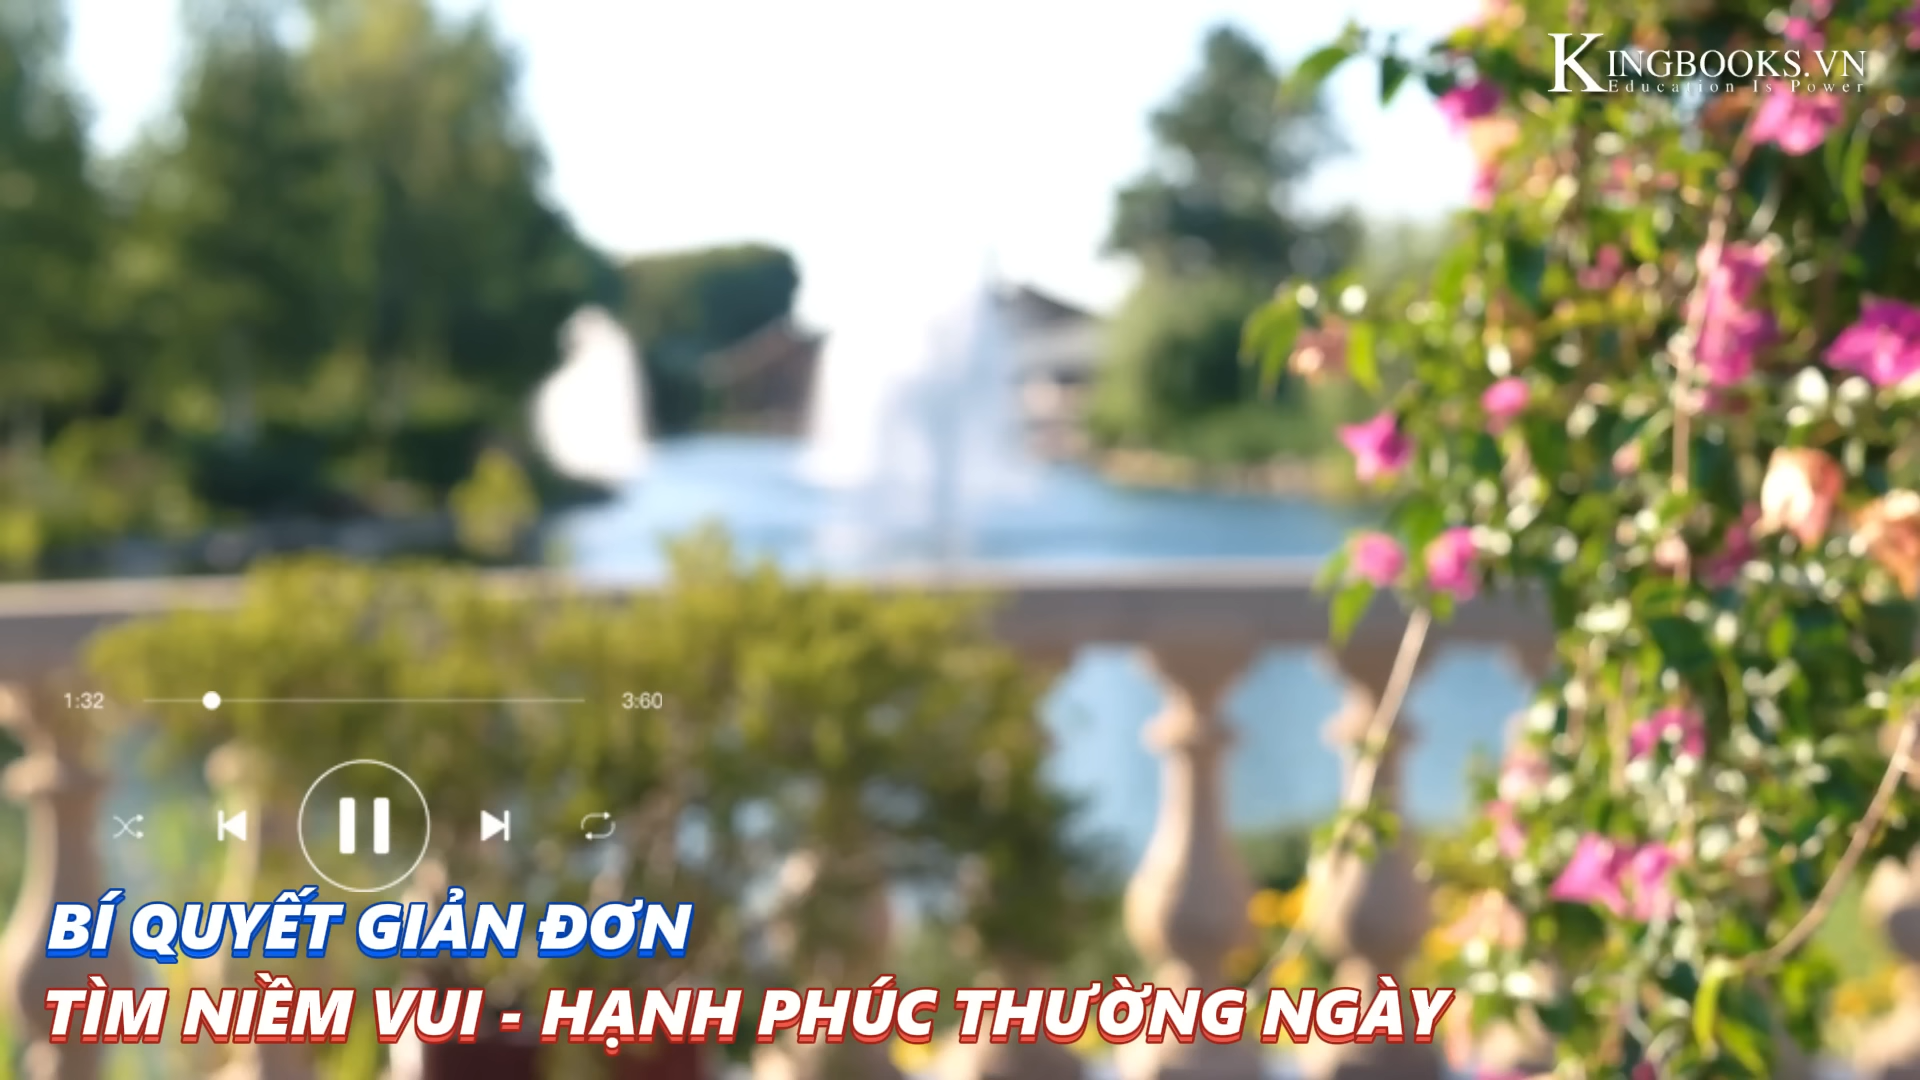 KINGBOOKS.VN
Education Is Power
1:32
3:60
BÍ QUYẾT GIẢN ĐƠN
TÌM NIỀM VUI - HẠNH PHÚC THƯỜNG NGÀY